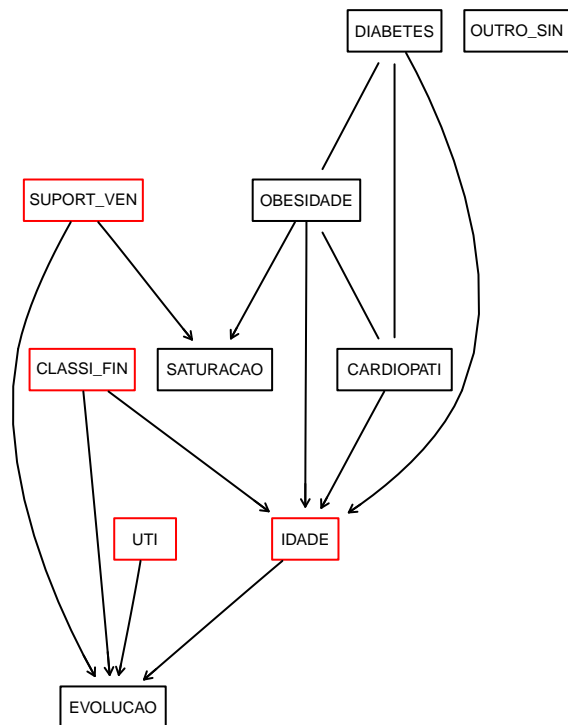 DIABETES
OUTRO_SIN
SUPORT_VEN
OBESIDADE
CLASSI_FIN
SATURACAO
CARDIOPATI
UTI
IDADE
EVOLUCAO